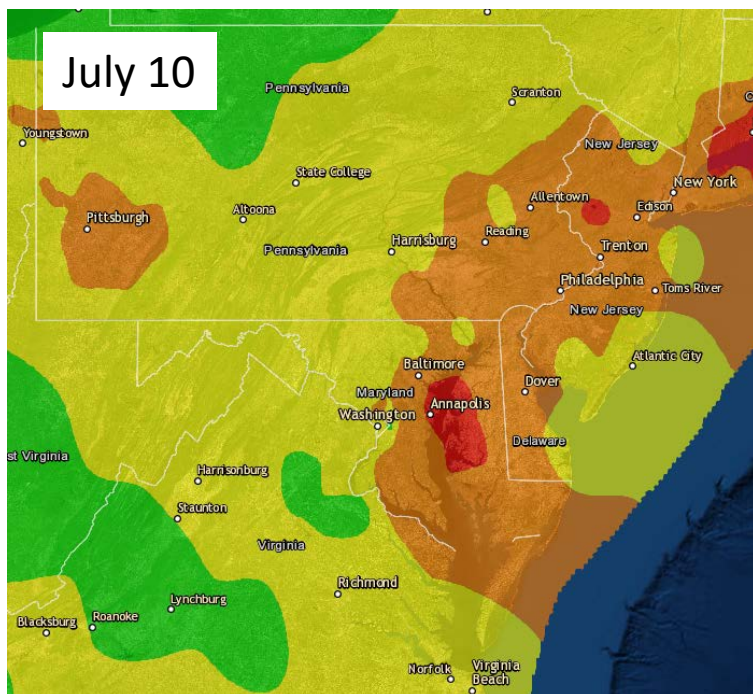 July 10
Pennsylvania
Scranton
Youngstown
New Jersey
State College
New York
Allentown
Edison
Pittsburgh
Altoona
Harrisburg
Reading
Pennsylvania
Trenton
Philadelphia
Toms River
New Jersey
Atlantic City
Baltimore
Dover
Maryland
Annapolis
Washington
Delaware
st Virginia
Harrisonburg
Staunton
Virginia
Richmond
Lynchburg
Roanoke
Blacksburg
Norfolk
Virginia
Beach